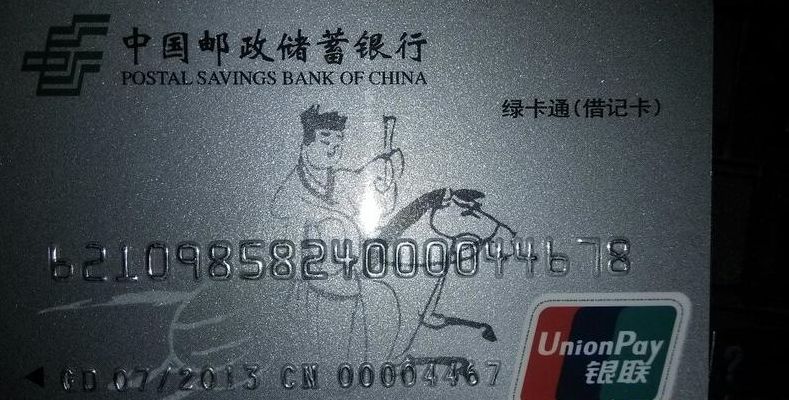 中国邮政储蓄银行
POSTAL SAVINGS BANK OF CHINA
绿卡通(借记卡)
6210985824000044678
GD 07/2013 CN 00004467
UnionPay
银联